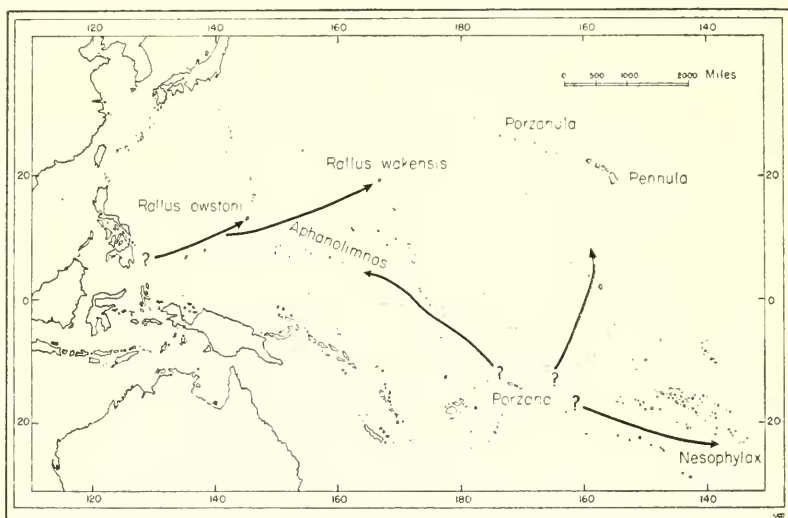 120 140 160 180 160 140
0 500 1000 2000 Miles
Porzanula
Rallus wakensis
Pennula
20 20
Rallus owstoni
Aphanolimnas
?
0 0
? ?
Porzana ?
20 20
Nesophylax
120 140 160 180 160 140